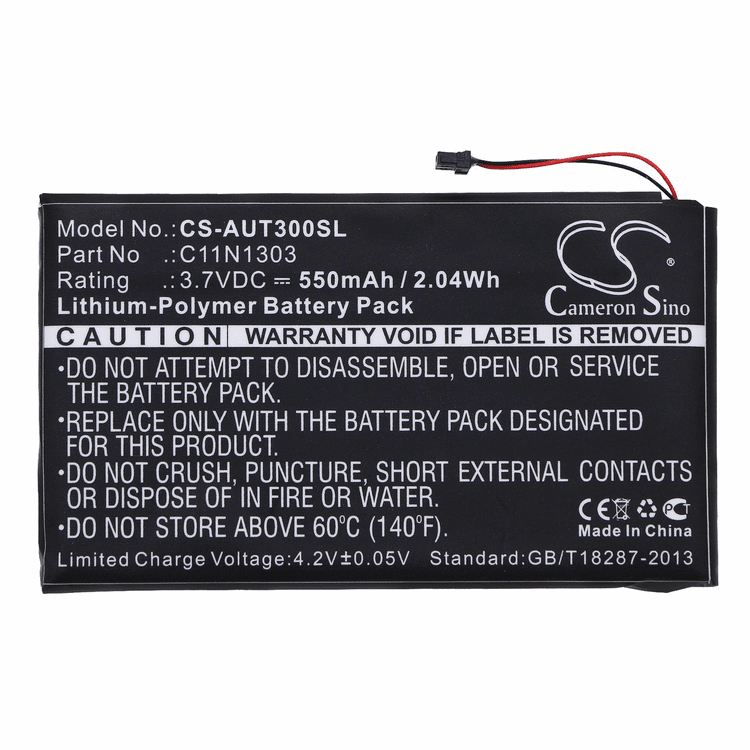 Model No.: CS-AUT300SL
Part No .: C11N1303
Rating .: 3.7VDC ⎓ 550mAh / 2.04Wh
Lithium-Polymer Battery Pack
CS
Cameron Sino
CAUTION WARRANTY VOID IF LABEL IS REMOVED
•DO NOT ATTEMPT TO DISASSEMBLE, OPEN OR SERVICE
THE BATTERY PACK.
•REPLACE ONLY WITH THE BATTERY PACK DESIGNATED
FOR THIS PRODUCT.
•DO NOT CRUSH, PUNCTURE, SHORT EXTERNAL CONTACTS
OR DISPOSE OF IN FIRE OR WATER.
•DO NOT STORE ABOVE 60ºC (140ºF).
CE
Made In China
Limited Charge Voltage:4.2V±0.05V Standard:GB/T18287-2013